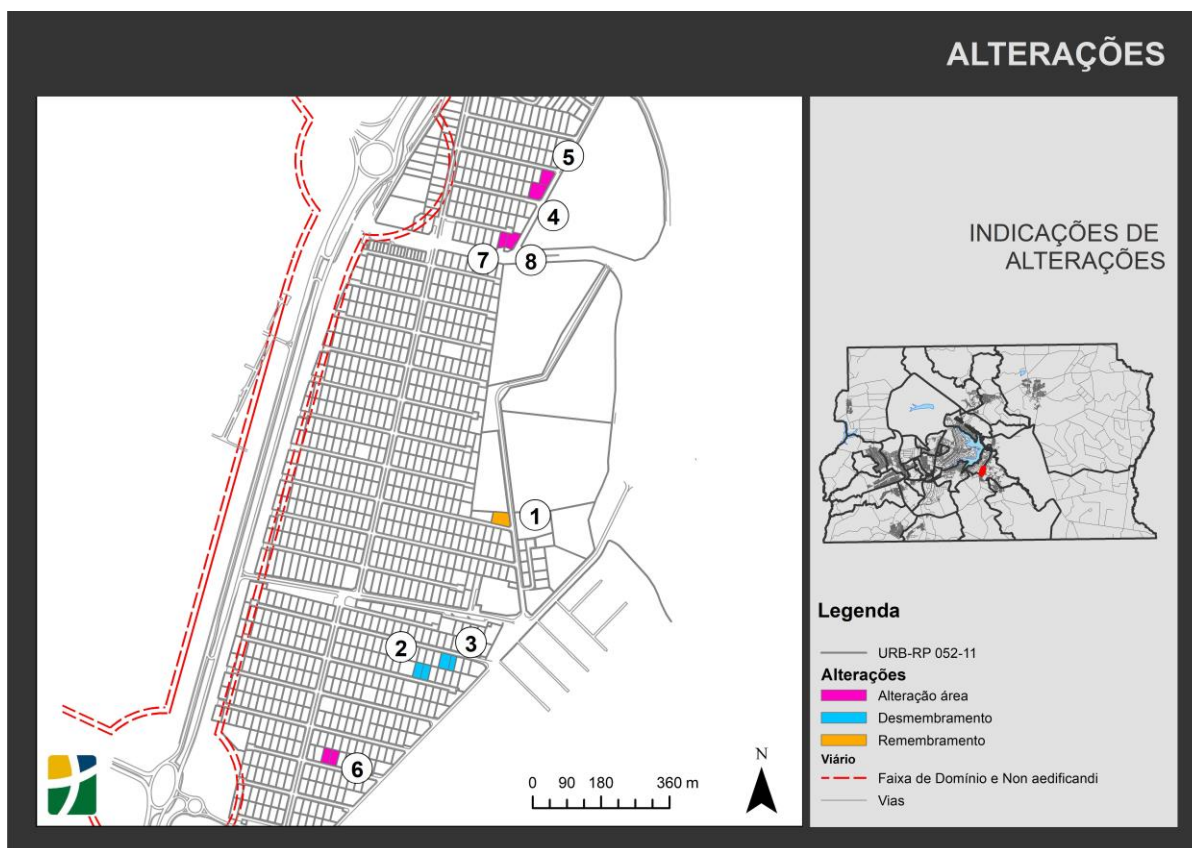 ALTERAÇÕES
5
4
7
8
1
2
3
6
0 90 180 360 m
N
INDICAÇÕES DE
ALTERAÇÕES
Legenda
URB-RP 052-11
Alterações
Alteração área
Desmembramento
Remembramento
Viário
Faixa de Domínio e Non aedificandi
Vias